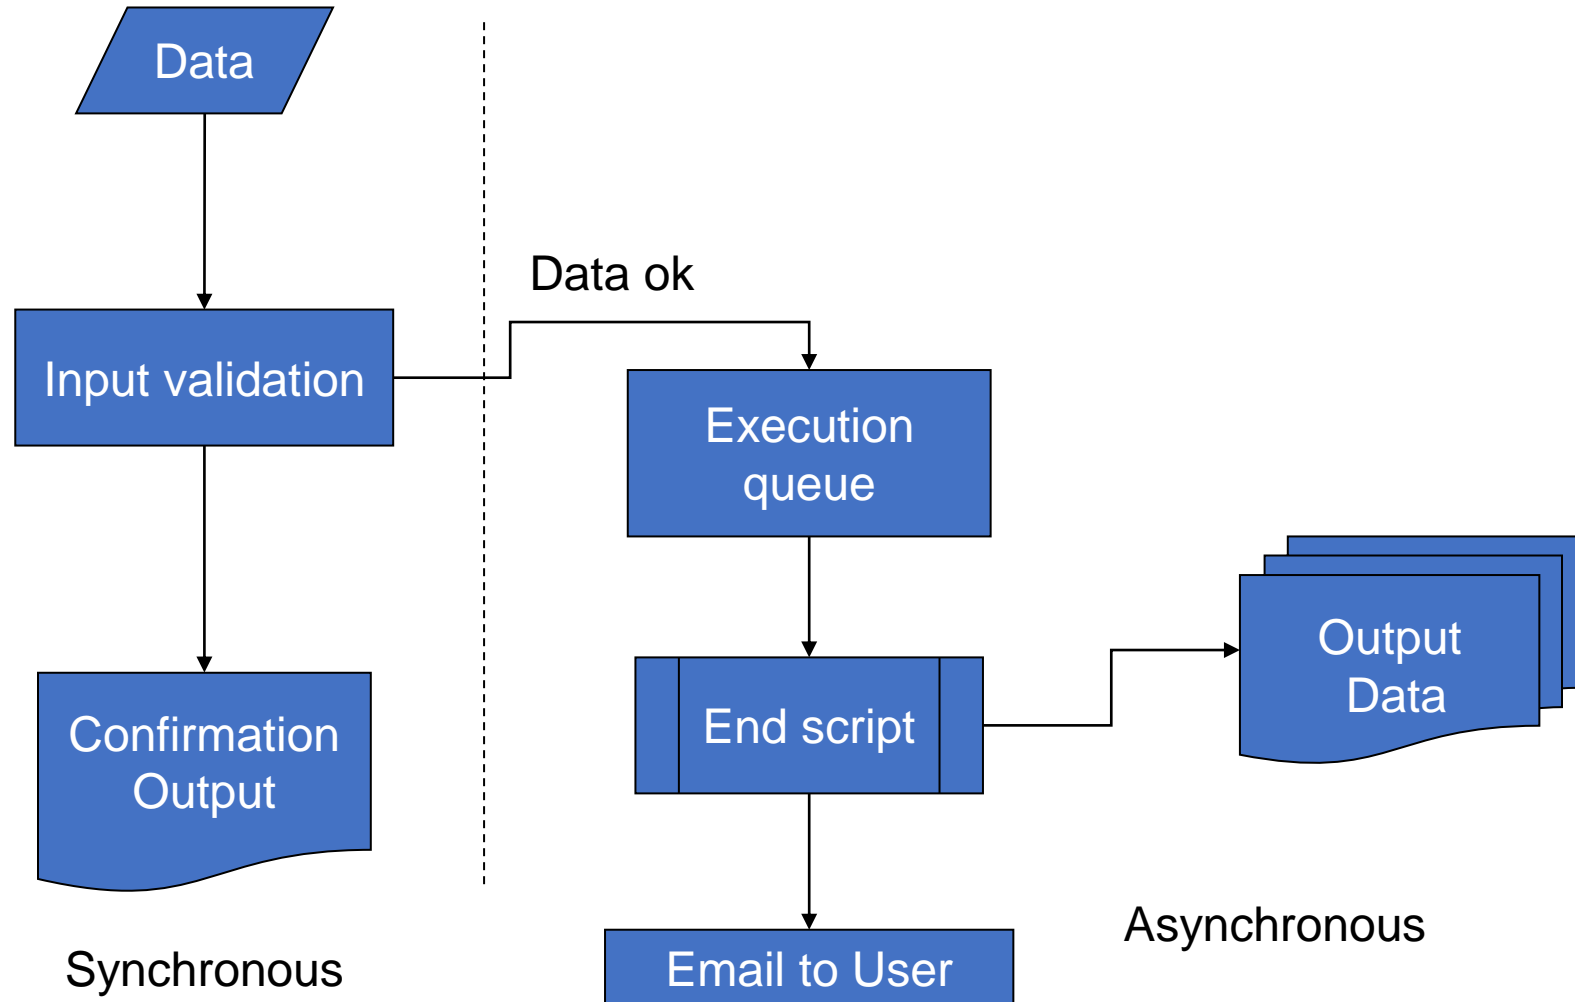 Data
Data ok
Input validation
Execution
queue
Output
Data
End script
Confirmation
Output
Asynchronous
Synchronous
Email to User